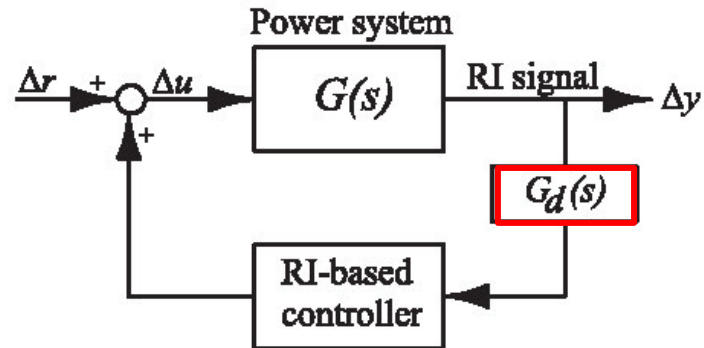 Power system
Δr + Δu G(s) RI signal Δy
+
G_d(s)
RI-based
controller